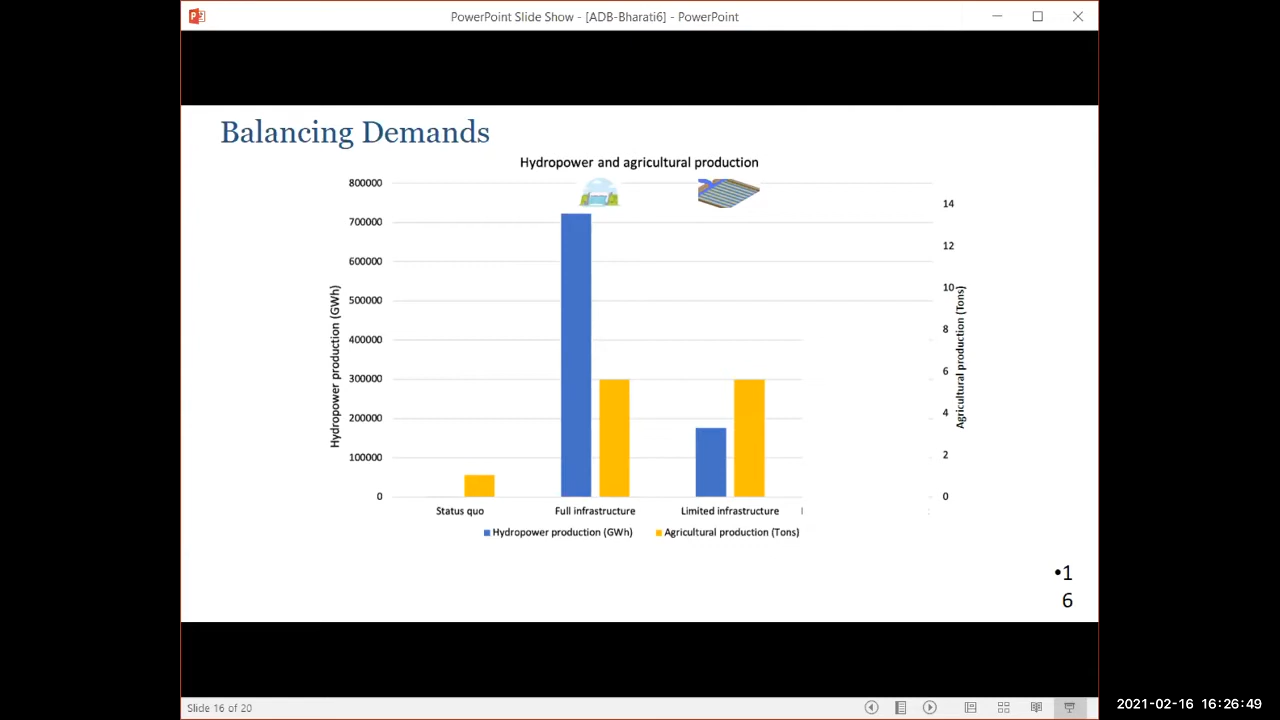 PowerPoint Slide Show - [ADB-Bharati6] - PowerPoint
Balancing Demands
Hydropower and agricultural production
800000
700000
600000
500000
400000
300000
200000
100000
0
Hydropower production (GWh)
14
12
10
8
6
4
2
0
Agricultural production (Tons)
Status quo
Full infrastructure
Limited infrastructure
Hydropower production (GWh)
Agricultural production (Tons)
•1
6
Slide 16 of 20
2021-02-16 16:26:49